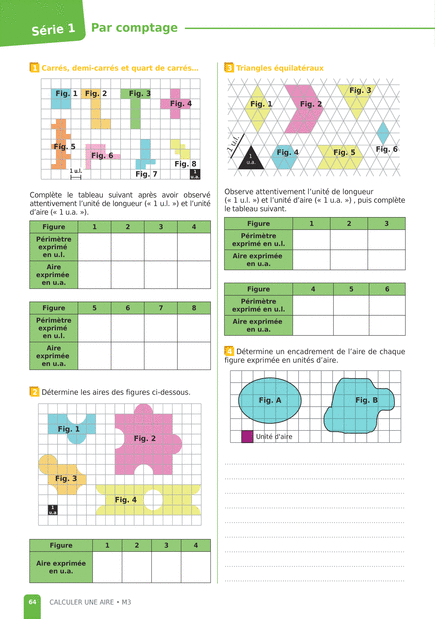 Série 1
Par comptage
1 Carrés, demi-carrés et quart de carrés...
Fig. 1
Fig. 2
Fig. 3
Fig. 4
Fig. 5
Fig. 6
Fig. 7
Fig. 8
1 u.l.
1
u.a.
Complète le tableau suivant après avoir observé
attentivement l'unité de longueur (« 1 u.l. ») et l'unité
d'aire (« 1 u.a. »).
Figure 1 2 3 4
Périmètre
exprimé
en u.l.
Aire
exprimée
en u.a.
Figure 5 6 7 8
Périmètre
exprimé
en u.l.
Aire
exprimée
en u.a.
2 Détermine les aires des figures ci-dessous.
Fig. 1
Fig. 2
Fig. 3
Fig. 4
1
u.a
Figure 1 2 3 4
Aire exprimée
en u.a.
3 Triangles équilatéraux
Fig. 1
Fig. 2
Fig. 3
Fig. 4
Fig. 5
Fig. 6
1 u.l.
1
u.a.
Observe attentivement l'unité de longueur
(« 1 u.l. ») et l'unité d'aire (« 1 u.a. ») , puis complète
le tableau suivant.
Figure 1 2 3
Périmètre
exprimé en u.l.
Aire exprimée
en u.a.
Figure 4 5 6
Périmètre
exprimé en u.l.
Aire exprimée
en u.a.
4 Détermine un encadrement de l'aire de chaque
figure exprimée en unités d'aire.
Fig. A
Fig. B
Unité d'aire
64 CALCULER UNE AIRE • M3